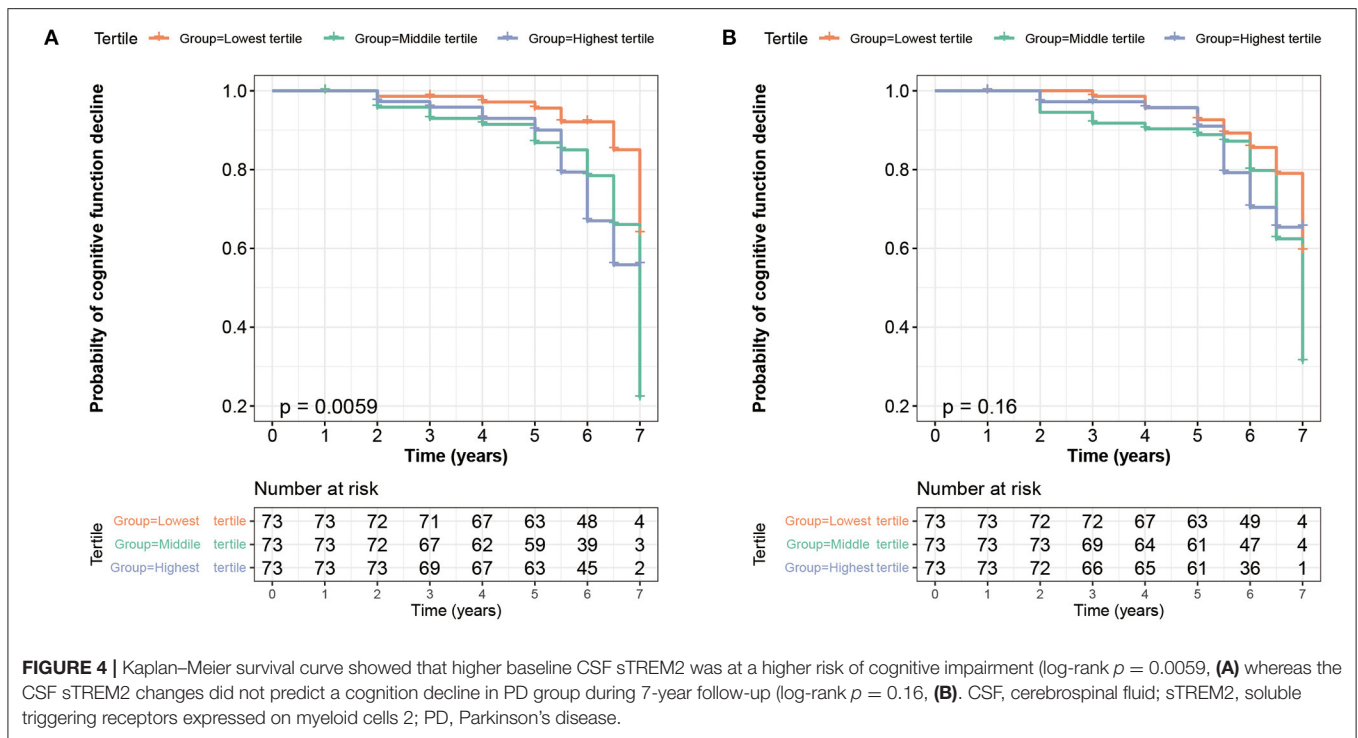 A Tertile Group=Lowest tertile Group=Middile tertile Group=Highest tertile
Probabilty of cognitive function decline
1.0
0.8
0.6
0.4
0.2
p = 0.0059
0 1 2 3 4 5 6 7
Time (years)
Number at risk
Tertile
Group=Lowest tertile 73 73 72 71 67 63 48 4
Group=Middile tertile 73 73 72 67 62 59 39 3
Group=Highest tertile 73 73 73 69 67 63 45 2
0 1 2 3 4 5 6 7
Time (years)
B Tertile Group=Lowest tertile Group=Middile tertile Group=Highest tertile
Probabilty of cognitive function decline
1.0
0.8
0.6
0.4
0.2
p = 0.16
0 1 2 3 4 5 6 7
Time (years)
Number at risk
Tertile
Group=Lowest tertile 73 73 72 72 67 63 49 4
Group=Middle tertile 73 73 73 69 64 61 47 4
Group=Highest tertile 73 73 72 66 65 61 36 1
0 1 2 3 4 5 6 7
Time (years)
FIGURE 4 | Kaplan–Meier survival curve showed that higher baseline CSF sTREM2 was at a higher risk of cognitive impairment (log-rank p = 0.0059, (A) whereas the
CSF sTREM2 changes did not predict a cognition decline in PD group during 7-year follow-up (log-rank p = 0.16, (B). CSF, cerebrospinal fluid; sTREM2, soluble
triggering receptors expressed on myeloid cells 2; PD, Parkinson's disease.